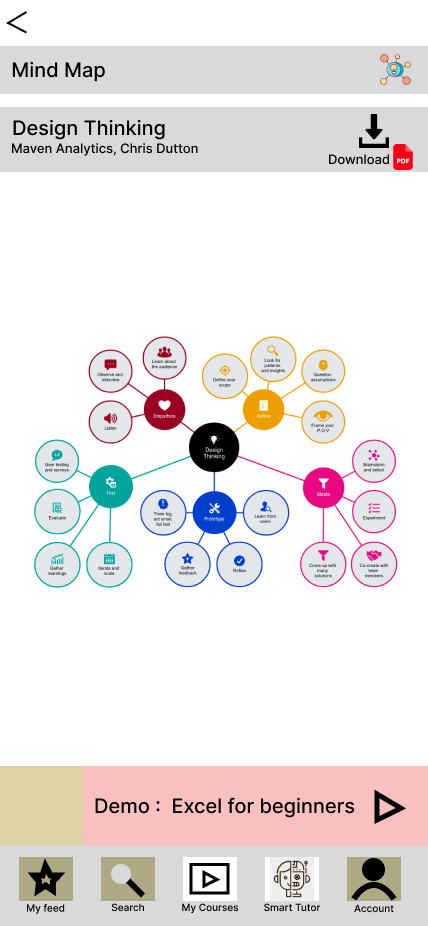 Mind Map
Design Thinking
Maven Analytics, Chris Dutton
Download
PDF
Learn about
the audience
Observe and
interview
Listen
Empathize
Look for
patterns
and insights
Define your
scope
Question
assumptions
Frame your
P.O.V
Define
Design
Thinking
User testing
and surveys
Evaluate
Gather
learnings
Iterate and
scale
Test
Think big,
act small,
fail fast
Learn from
users
Gather
feedback
Refine
Prototype
Brainstorm
and select
Experiment
Come up with
many
solutions
Co-create with
team
members
Ideate
Demo : Excel for beginners
My feed
Search
My Courses
Smart Tutor
Account